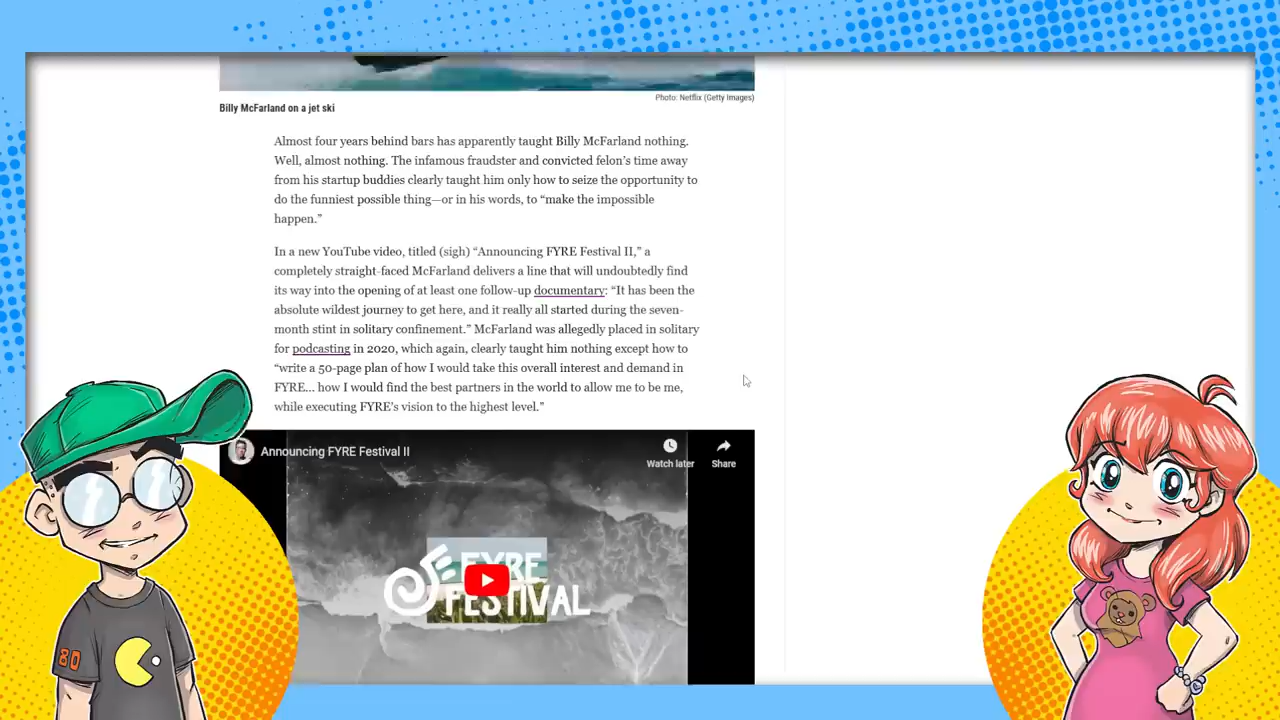 Photo: Netflix (Getty Images)
Billy McFarland on a jet ski
Almost four years behind bars has apparently taught Billy McFarland nothing.
Well, almost nothing. The infamous fraudster and convicted felon’s time away
from his startup buddies clearly taught him only how to seize the opportunity to
do the funniest possible thing—or in his words, to “make the impossible
happen.”
In a new YouTube video, titled (sigh) “Announcing FYRE Festival II,” a
completely straight-faced McFarland delivers a line that will undoubtedly find
its way into the opening of at least one follow-up documentary: “It has been the
absolute wildest journey to get here, and it really all started during the seven-
month stint in solitary confinement.” McFarland was allegedly placed in solitary
for podcasting in 2020, which again, clearly taught him nothing except how to
“write a 50-page plan of how I would take this overall interest and demand in
FYRE... how I would find the best partners in the world to allow me to be me,
while executing FYRE’s vision to the highest level.”
Announcing FYRE Festival II
Watch later
Share
FYRE
FESTIVAL
80